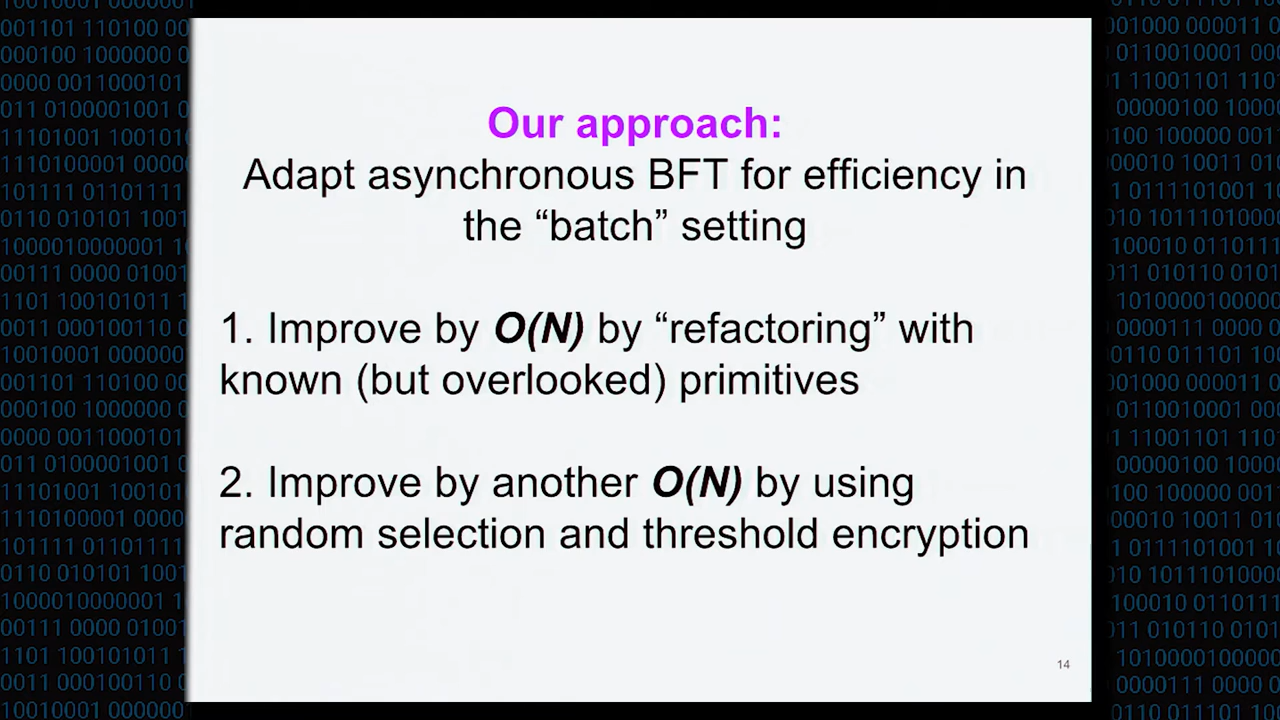 Our approach:
Adapt asynchronous BFT for efficiency in
the “batch” setting
1. Improve by O(N) by “refactoring” with
known (but overlooked) primitives
2. Improve by another O(N) by using
random selection and threshold encryption
14